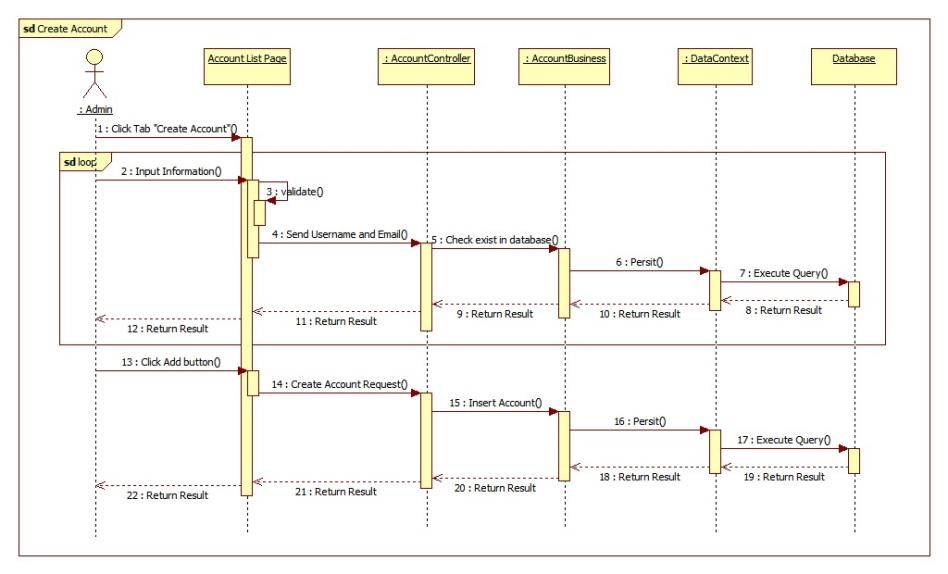 sd Create Account
Account List Page
: AccountController
: AccountBusiness
: DataContext
Database
: Admin
1 : Click Tab "Create Account"()
sd loop
2 : Input Information()
3 : validate()
4 : Send Username and Email()
5 : Check exist in database()
6 : Persit()
7 : Execute Query()
8 : Return Result
9 : Return Result
10 : Return Result
11 : Return Result
12 : Return Result
13 : Click Add button()
14 : Create Account Request()
15 : Insert Account()
16 : Persit()
17 : Execute Query()
18 : Return Result
19 : Return Result
20 : Return Result
21 : Return Result
22 : Return Result